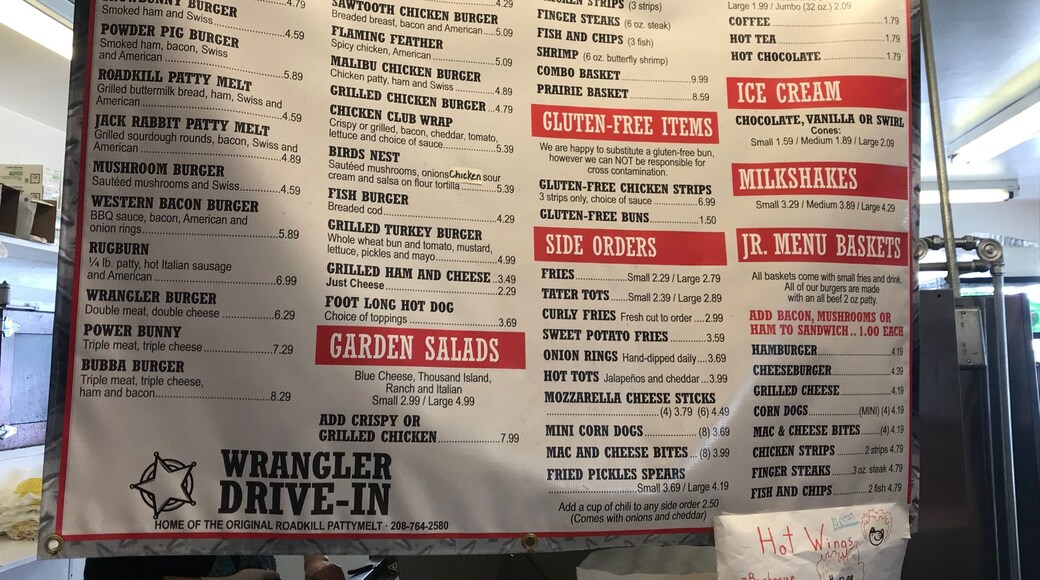 SNOWBUNNY BURGER
Smoked ham and Swiss ....4.59
POWDER PIG BURGER
Smoked ham, bacon, Swiss
and American ....5.89
ROADKILL PATTY MELT
Grilled buttermilk bread, ham, Swiss and
American ....4.59
JACK RABBIT PATTY MELT
Grilled sourdough rounds, bacon, Swiss and
American ....4.89
MUSHROOM BURGER
Sautéed mushrooms and Swiss....4.59
WESTERN BACON BURGER
BBQ sauce, bacon, American and
onion rings....5.89
RUGBURN
¼ lb. patty, hot Italian sausage
and American ....6.99
WRANGLER BURGER
Double meat, double cheese ....6.29
POWER BUNNY
Triple meat, triple cheese....7.29
BUBBA BURGER
Triple meat, triple cheese,
ham and bacon....8.29
WRANGLER
DRIVE-IN
HOME OF THE ORIGINAL ROADKILL PATTYMELT · 208-764-2580
4.79
SAWTOOTH CHICKEN BURGER
Breaded breast, bacon and American....5.09
FLAMING FEATHER
Spicy chicken, American ....5.09
MALIBU CHICKEN BURGER
Chicken patty, ham and Swiss ....4.89
GRILLED CHICKEN BURGER ...4.79
CHICKEN CLUB WRAP
Crispy or grilled, bacon, cheddar, tomato,
lettuce and choice of sauce....5.39
BIRDS NEST
Sautéed mushrooms, onions Chicken sour
cream and salsa on flour tortilla ....5.39
FISH BURGER
Breaded cod....4.29
GRILLED TURKEY BURGER
Whole wheat bun and tomato, mustard,
lettuce, pickles and mayo....4.99
GRILLED HAM AND CHEESE ..3.49
Just Cheese ....2.29
FOOT LONG HOT DOG
Choice of toppings ....3.69
GARDEN SALADS
Blue Cheese, Thousand Island,
Ranch and Italian
Small 2.99 / Large 4.99
ADD CRISPY OR
GRILLED CHICKEN....7.99
CHICKEN STRIPS (3 strips)
FINGER STEAKS (6 oz. steak)
FISH AND CHIPS (3 fish)
SHRIMP (6 oz. butterfly shrimp)
COMBO BASKET ....9.99
PRAIRIE BASKET....8.59
GLUTEN-FREE ITEMS
We are happy to substitute a gluten-free bun,
however we can NOT be responsible for
cross contamination.
GLUTEN-FREE CHICKEN STRIPS
3 strips only, choice of sauce ....6.99
GLUTEN-FREE BUNS....1.50
SIDE ORDERS
FRIES....Small 2.29 / Large 2.79
TATER TOTS....Small 2.39 / Large 2.89
CURLY FRIES Fresh cut to order ....2.99
SWEET POTATO FRIES....3.59
ONION RINGS Hand-dipped daily....3.69
HOT TOTS Jalapeños and cheddar...3.99
MOZZARELLA CHEESE STICKS
....(4) 3.79 (6) 4.49
MINI CORN DOGS....(8) 3.69
MAC AND CHEESE BITES ... (8) 3.99
FRIED PICKLES SPEARS
....Small 3.69 / Large 4.19
Add a cup of chili to any side order 2.50
(Comes with onions and cheddar)
Large 1.99 / Jumbo (32 oz.) 2.09
COFFEE ....1.79
HOT TEA ....1.79
HOT CHOCOLATE ....1.79
ICE CREAM
CHOCOLATE, VANILLA OR SWIRL
Cones:
Small 1.59 / Medium 1.89 / Large 2.09
MILKSHAKES
Small 3.29 / Medium 3.89 / Large 4.29
JR. MENU BASKETS
All baskets come with small fries and drink.
All of our burgers are made
with an all beef 2 oz patty.
ADD BACON, MUSHROOMS OR
HAM TO SANDWICH .. 1.00 EACH
HAMBURGER ....4.19
CHEESEBURGER ....4.39
GRILLED CHEESE ....4.19
CORN DOGS ....(MINI) (4) 4.19
MAC & CHEESE BITES ....(4) 4.19
CHICKEN STRIPS ....2 strips 4.79
FINGER STEAKS ....3 oz. steak 4.79
FISH AND CHIPS ....2 fish 4.79
Hot Wings